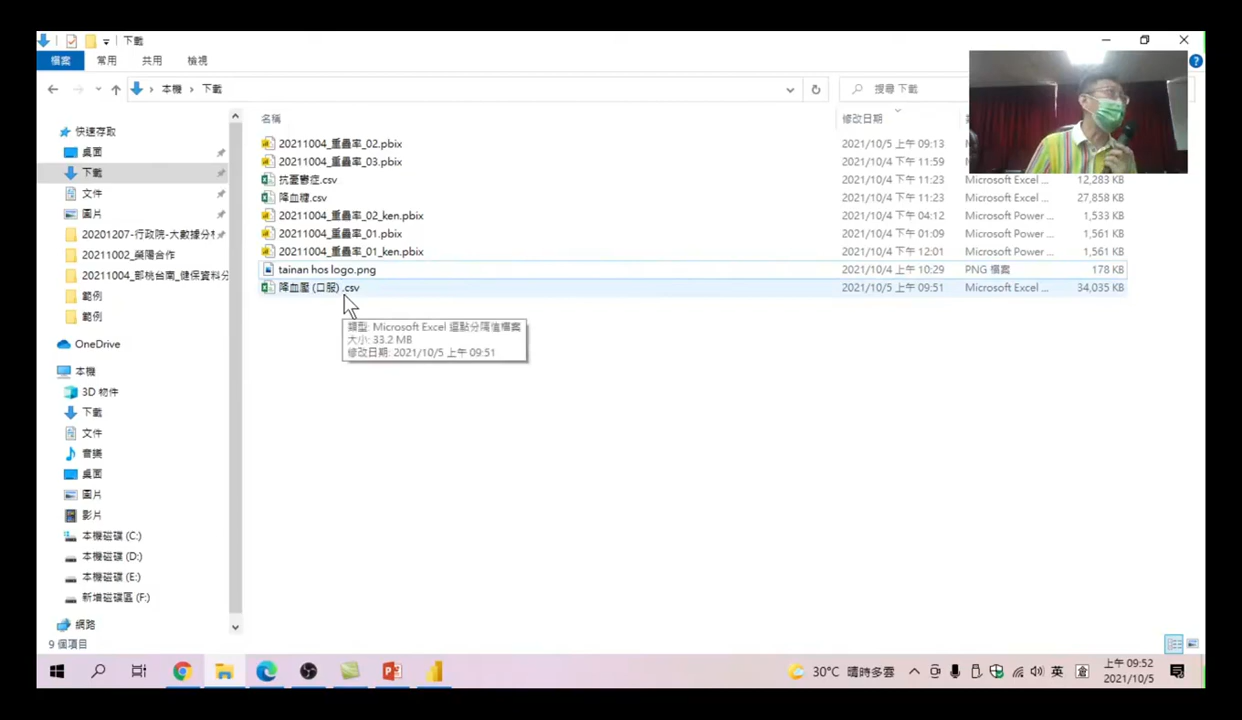 下載
檔案 常用 共用 檢視
本機 下載 搜尋 下載
名稱 修改日期
快速存取
桌面
下載
文件
圖片
20201207-行政院-大數據分
20211002_榮陽合作
20211004_部桃台南_健保資料分
範例
範例
OneDrive
本機
3D 物件
下載
文件
音樂
桌面
圖片
影片
本機磁碟 (C:)
本機磁碟 (D:)
本機磁碟 (E:)
新增磁碟區 (F:)
網路
20211004_重疊率_02.pbix 2021/10/5 上午 09:13
20211004_重疊率_03.pbix 2021/10/4 下午 11:59
抗憂鬱症.csv 2021/10/4 下午 11:23 Microsoft Excel ... 12,283 KB
降血糖.csv 2021/10/4 下午 11:23 Microsoft Excel ... 27,858 KB
20211004_重疊率_02_ken.pbix 2021/10/4 下午 04:12 Microsoft Power ... 1,533 KB
20211004_重疊率_01.pbix 2021/10/4 下午 01:09 Microsoft Power ... 1,561 KB
20211004_重疊率_01_ken.pbix 2021/10/4 下午 12:01 Microsoft Power ... 1,561 KB
tainan hos logo.png 2021/10/4 上午 10:29 PNG 檔案 178 KB
降血壓 (口服) .csv 2021/10/5 上午 09:51 Microsoft Excel ... 34,035 KB
類型: Microsoft Excel 逗點分隔值檔案
大小: 33.2 MB
修改日期: 2021/10/5 上午 09:51
9 個項目
30°C 晴時多雲 英 倉 上午 09:52
2021/10/5